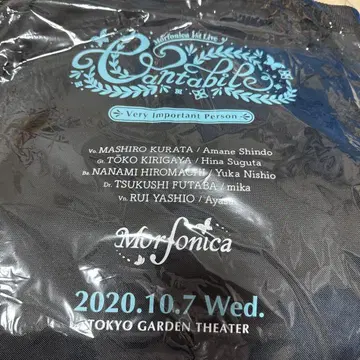 Morfonica 1st Live
Cantabile
Very Important Person
Vo. MASHIRO KURATA / Amane Shindo
Gt. TŌKO KIRIGAYA / Hina Suguta
Ba. NANAMI HIROMACHI / Yuka Nishio
Dr. TSUKUSHI FUTABA / mika
Vn. RUI YASHIO / Ayasa
Morfonica
2020.10.7 Wed.
TOKYO GARDEN THEATER